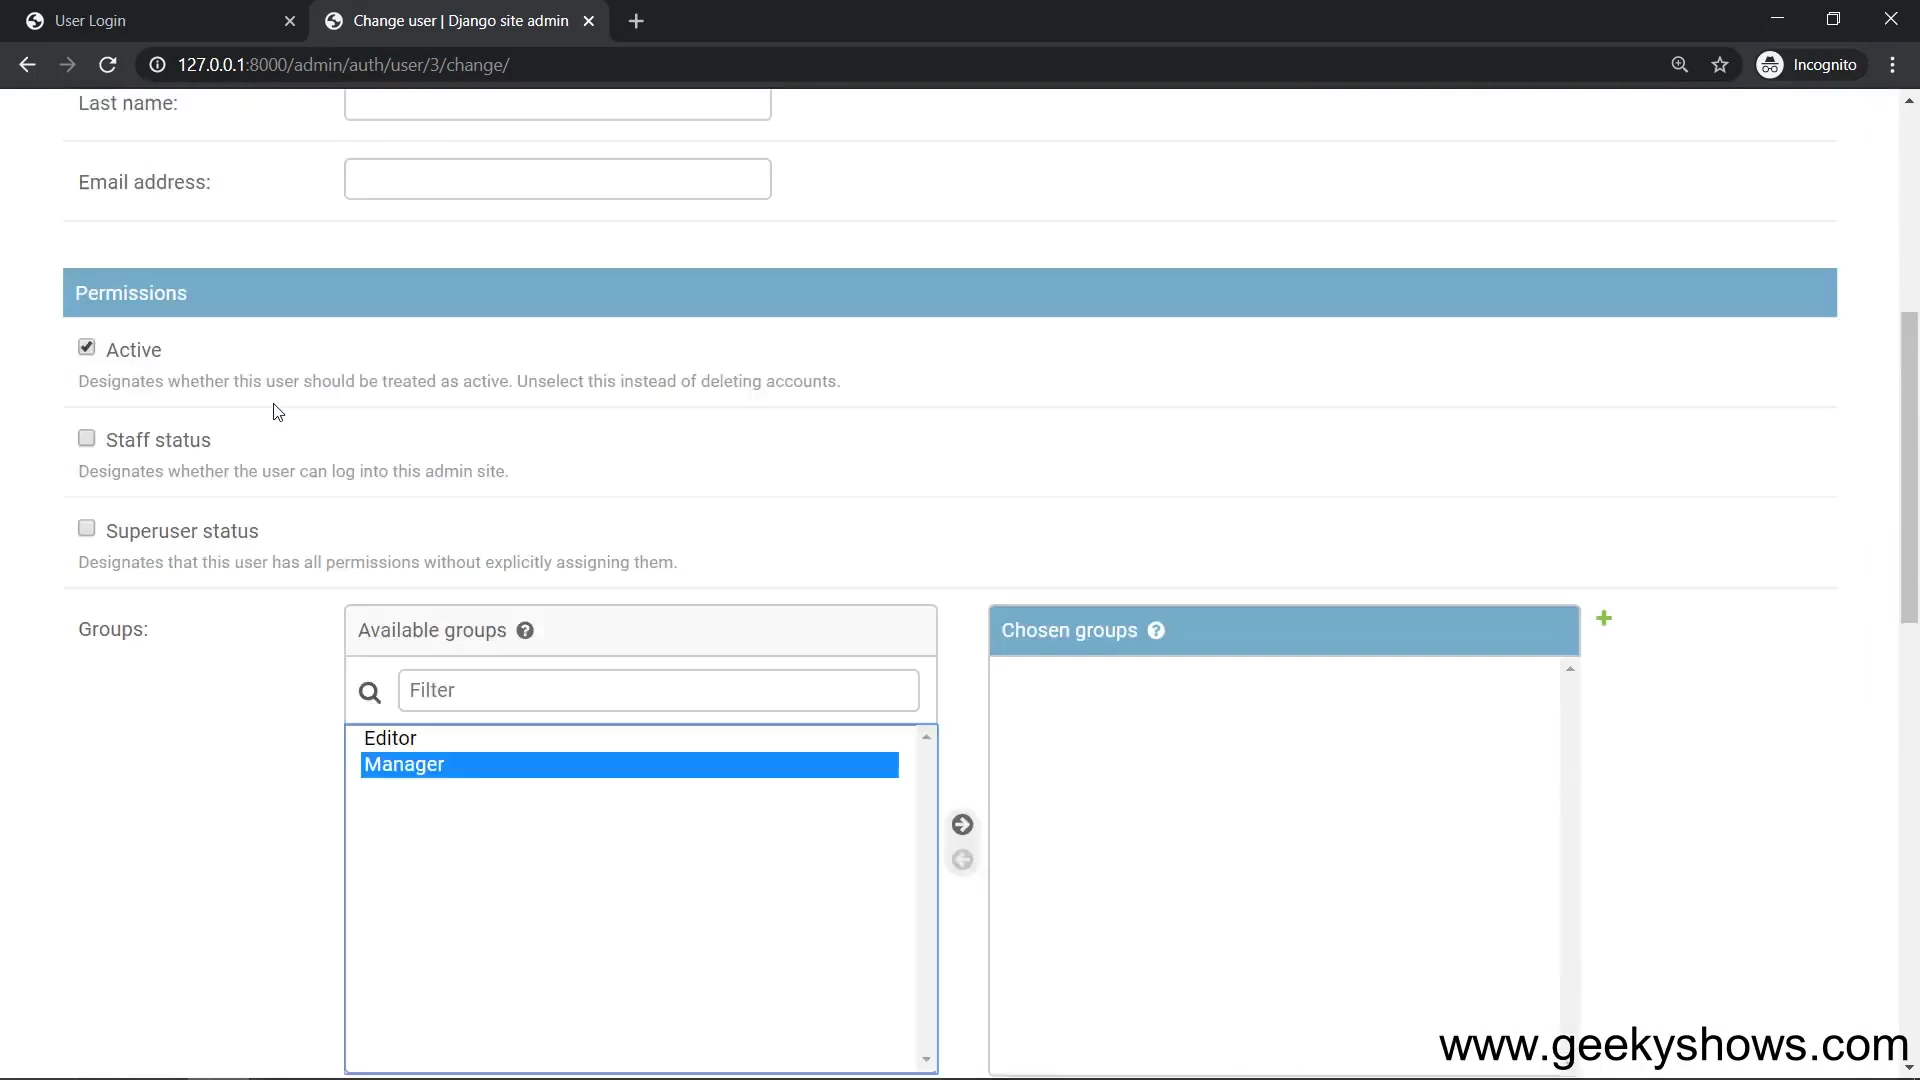 User Login
Change user | Django site admin
127.0.0.1:8000/admin/auth/user/3/change/
Incognito
Last name:
Email address:
Permissions
Active
Designates whether this user should be treated as active. Unselect this instead of deleting accounts.
Staff status
Designates whether the user can log into this admin site.
Superuser status
Designates that this user has all permissions without explicitly assigning them.
Groups:
Available groups ?
Chosen groups ?
Filter
Editor
Manager
www.geekyshows.com